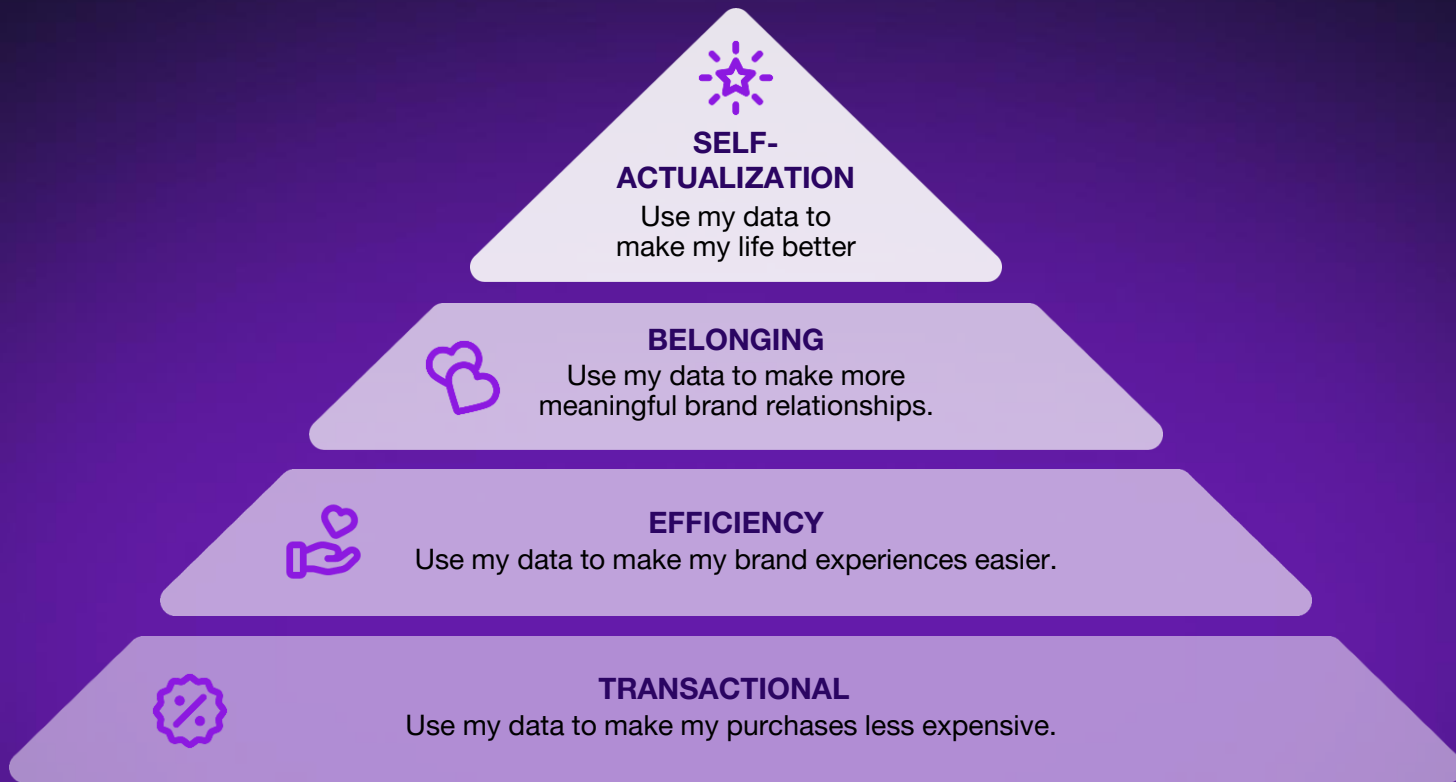 SELF-
ACTUALIZATION
Use my data to
make my life better
BELONGING
Use my data to make more
meaningful brand relationships.
EFFICIENCY
Use my data to make my brand experiences easier.
TRANSACTIONAL
Use my data to make my purchases less expensive.